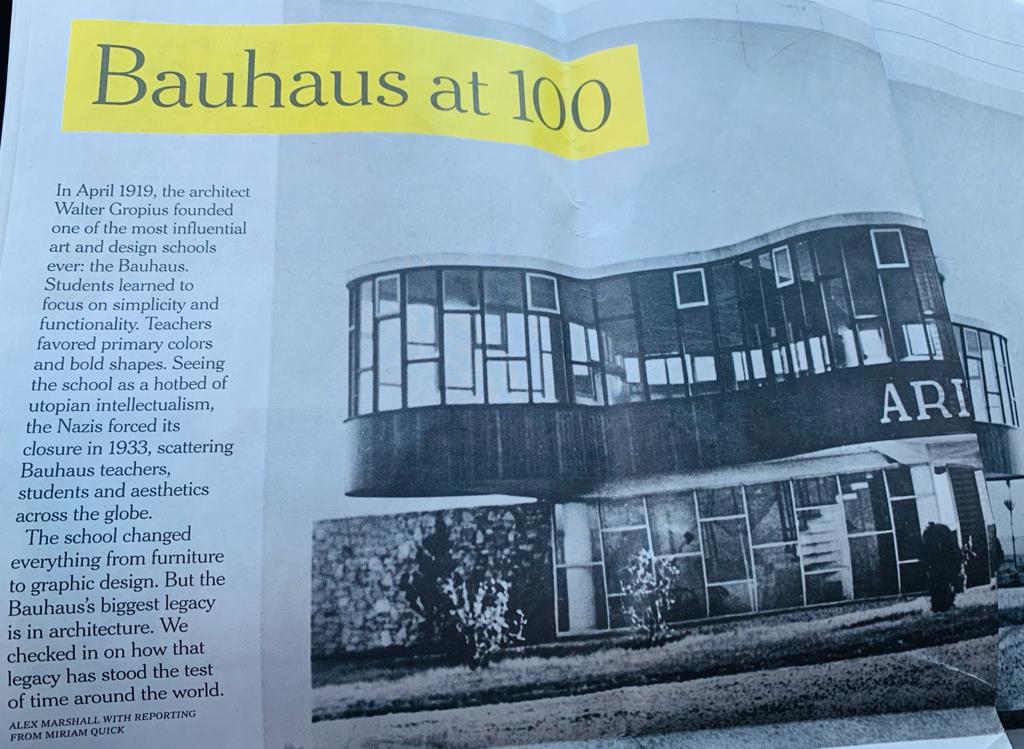 Bauhaus at 100
In April 1919, the architect
Walter Gropius founded
one of the most influential
art and design schools
ever: the Bauhaus.
Students learned to
focus on simplicity and
functionality. Teachers
favored primary colors
and bold shapes. Seeing
the school as a hotbed of
utopian intellectualism,
the Nazis forced its
closure in 1933, scattering
Bauhaus teachers,
students and aesthetics
across the globe.
The school changed
everything from furniture
to graphic design. But the
Bauhaus's biggest legacy
is in architecture. We
checked in on how that
legacy has stood the test
of time around the world.
ALEX MARSHALL WITH REPORTING
FROM MIRIAM QUICK
ARI